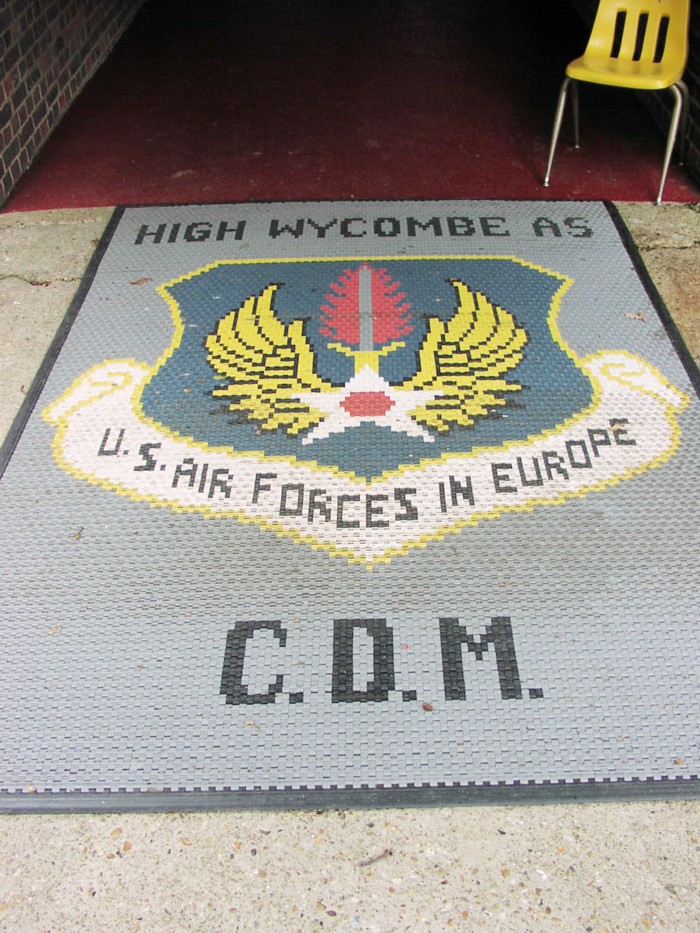 HIGH WYCOMBE AS
U.S. AIR FORCES IN EUROPE
C.D.M.